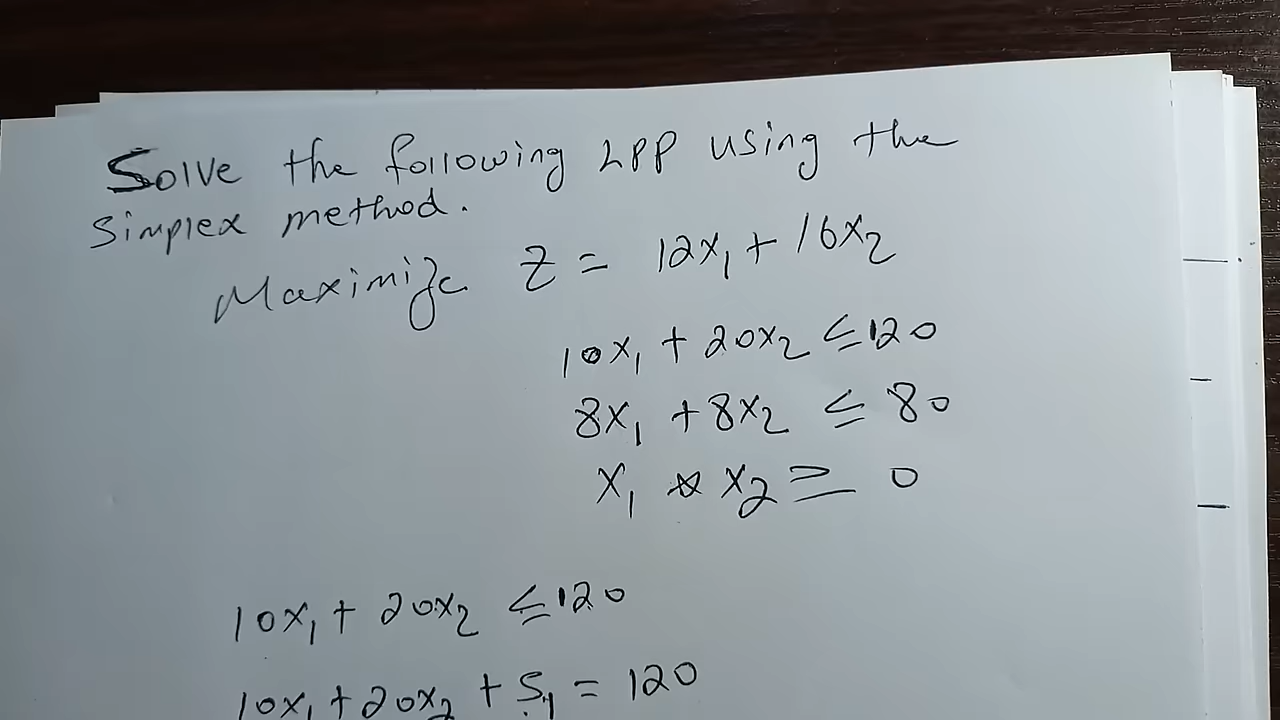 Solve the following LPP using the
simplex method.
Maximize Z = 12x₁ + 16x₂
10x₁ + 20x₂ ≤ 120
8x₁ + 8x₂ ≤ 80
x₁ & x₂ ≥ 0
10x₁ + 20x₂ ≤ 120
10x₁ + 20x₂ + S₁ = 120